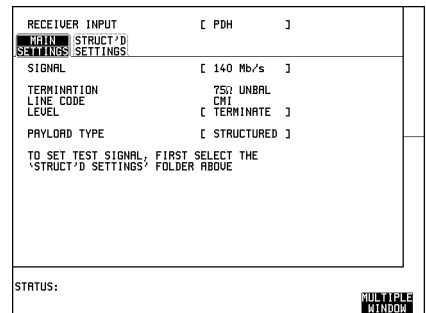 RECEIVER INPUT [ PDH ]
MAIN SETTINGS STRUCT'D SETTINGS
SIGNAL [ 140 Mb/s ]
TERMINATION 75Ω UNBAL
LINE CODE CMI
LEVEL [ TERMINATE ]
PAYLOAD TYPE [ STRUCTURED ]
TO SET TEST SIGNAL, FIRST SELECT THE
'STRUCT'D SETTINGS' FOLDER ABOVE
STATUS:
MULTIPLE
WINDOW